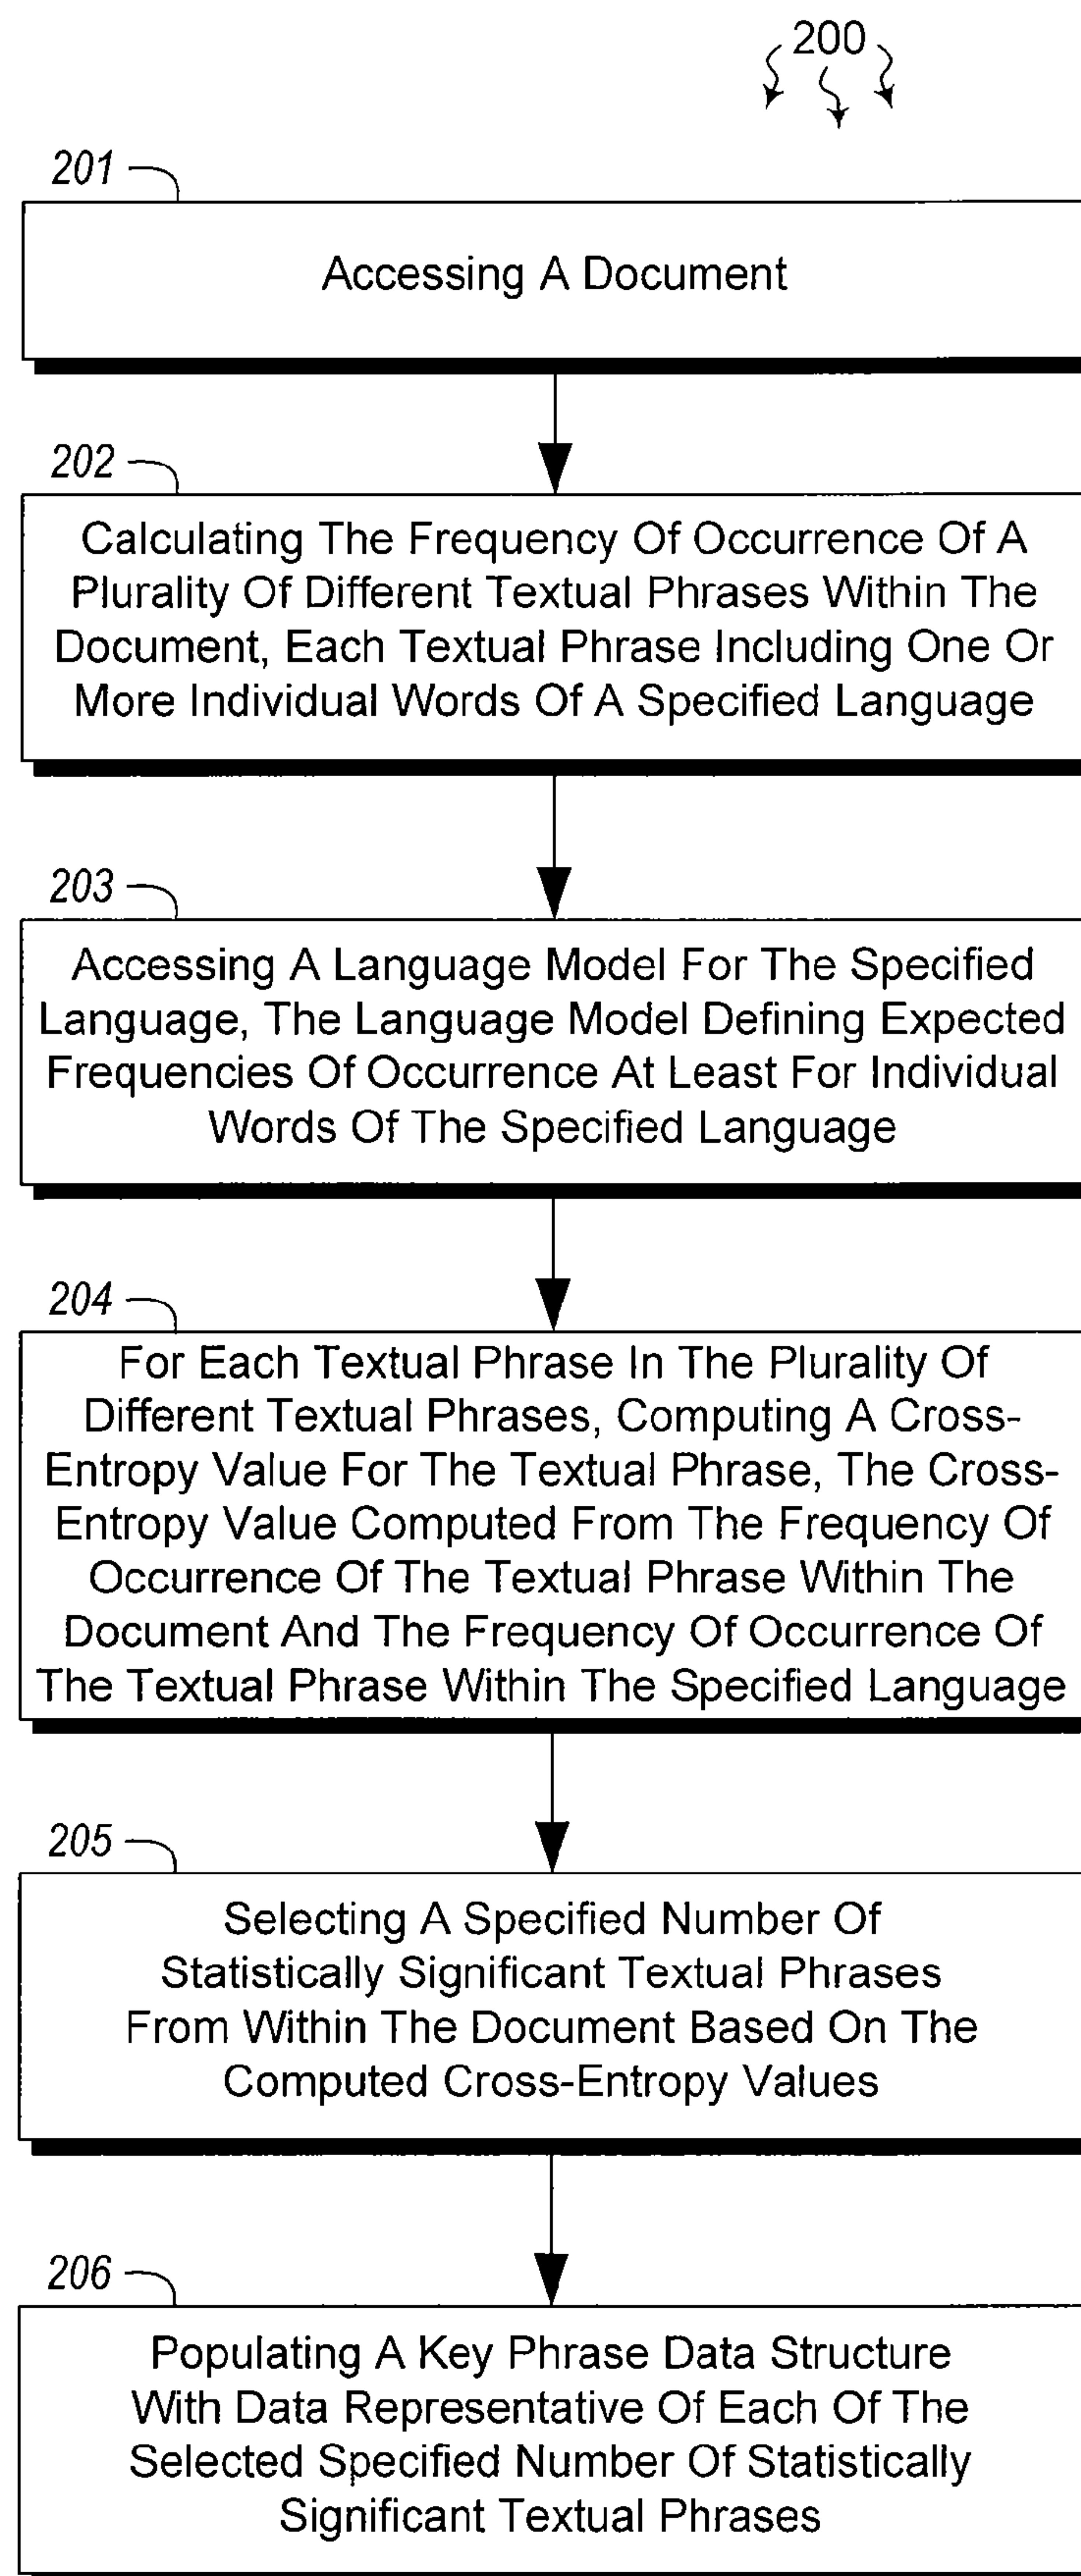 200
201
Accessing A Document
202
Calculating The Frequency Of Occurrence Of A
Plurality Of Different Textual Phrases Within The
Document, Each Textual Phrase Including One Or
More Individual Words Of A Specified Language
203
Accessing A Language Model For The Specified
Language, The Language Model Defining Expected
Frequencies Of Occurrence At Least For Individual
Words Of The Specified Language
204
For Each Textual Phrase In The Plurality Of
Different Textual Phrases, Computing A Cross-
Entropy Value For The Textual Phrase, The Cross-
Entropy Value Computed From The Frequency Of
Occurrence Of The Textual Phrase Within The
Document And The Frequency Of Occurrence Of
The Textual Phrase Within The Specified Language
205
Selecting A Specified Number Of
Statistically Significant Textual Phrases
From Within The Document Based On The
Computed Cross-Entropy Values
206
Populating A Key Phrase Data Structure
With Data Representative Of Each Of The
Selected Specified Number Of Statistically
Significant Textual Phrases